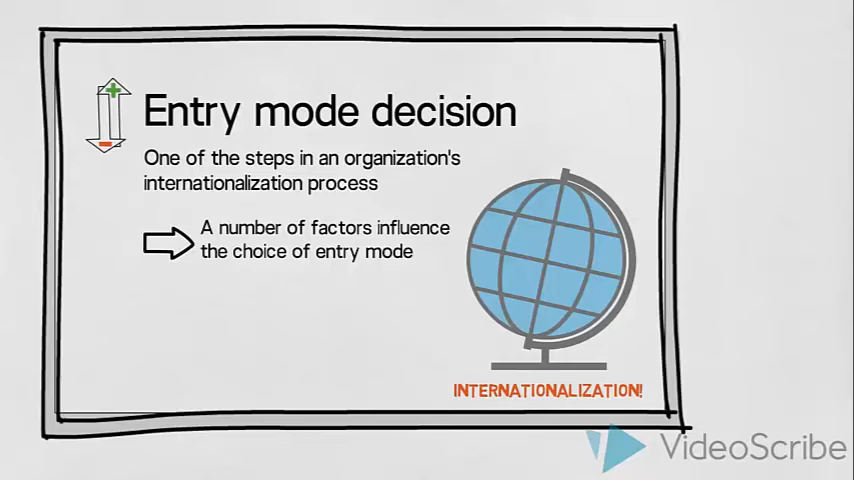 Entry mode decision
One of the steps in an organization's
internationalization process
A number of factors influence
the choice of entry mode
INTERNATIONALIZATION!
VideoScribe